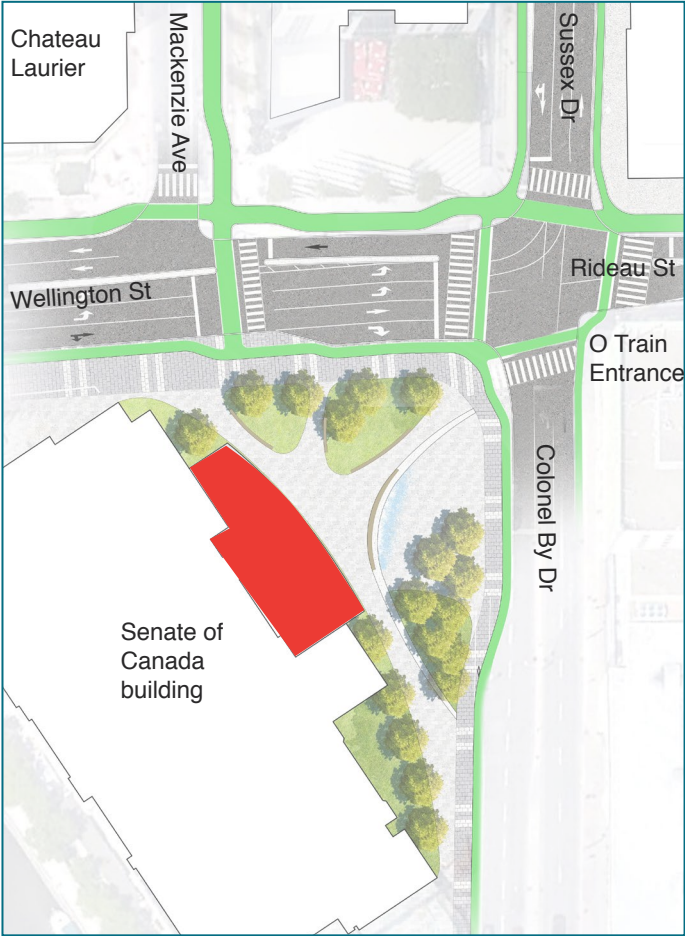 Chateau
Laurier
Mackenzie Ave
Sussex Dr
Wellington St
Rideau St
O Train
Entrance
Colonel By Dr
Senate of
Canada
building